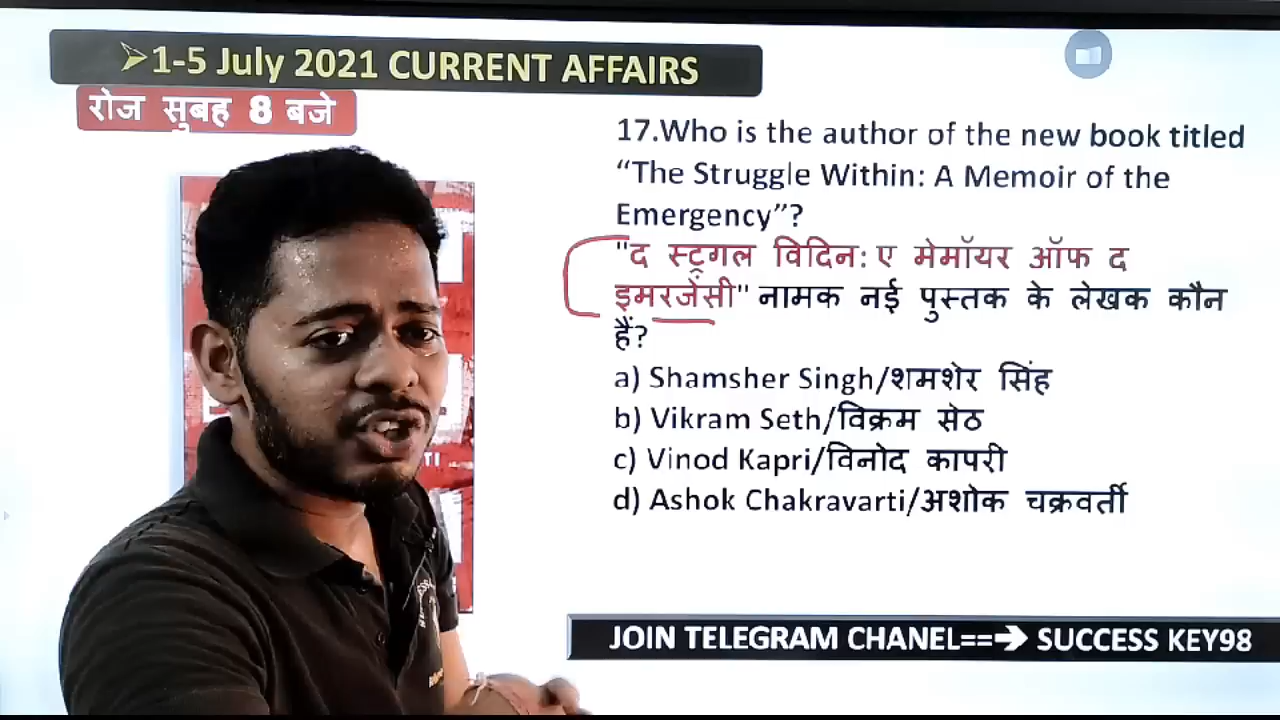 ➢1-5 July 2021 CURRENT AFFAIRS
रोज सुबह 8 बजे
17.Who is the author of the new book titled
“The Struggle Within: A Memoir of the
Emergency”?
"द स्ट्रगल विदिन: ए मेमॉयर ऑफ द
इमरजेंसी" नामक नई पुस्तक के लेखक कौन
हैं?
a) Shamsher Singh/शमशेर सिंह
b) Vikram Seth/विक्रम सेठ
c) Vinod Kapri/विनोद कापरी
d) Ashok Chakravarti/अशोक चक्रवर्ती
JOIN TELEGRAM CHANEL==➔ SUCCESS KEY98